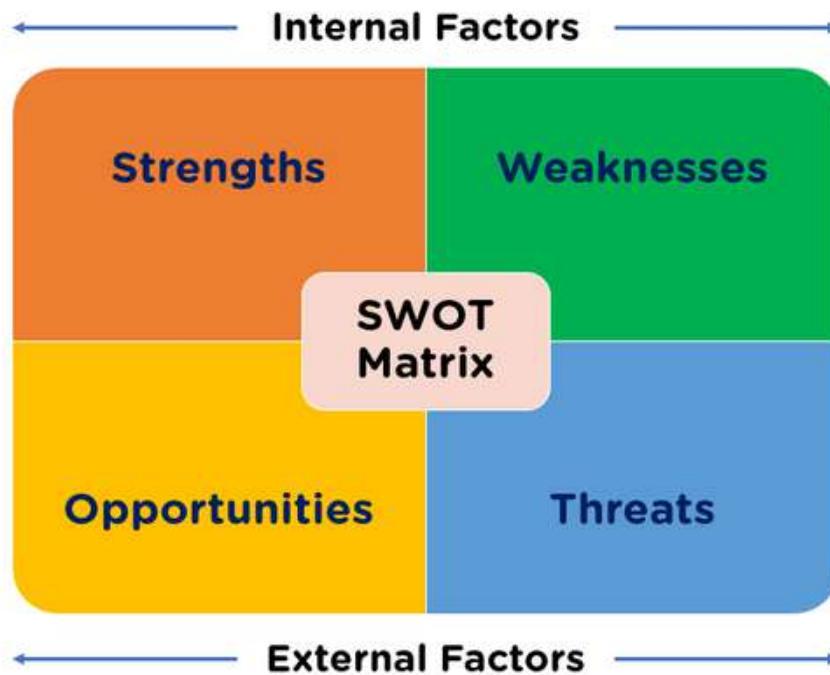 Internal Factors
Strengths
Weaknesses
SWOT
Matrix
Opportunities
Threats
External Factors